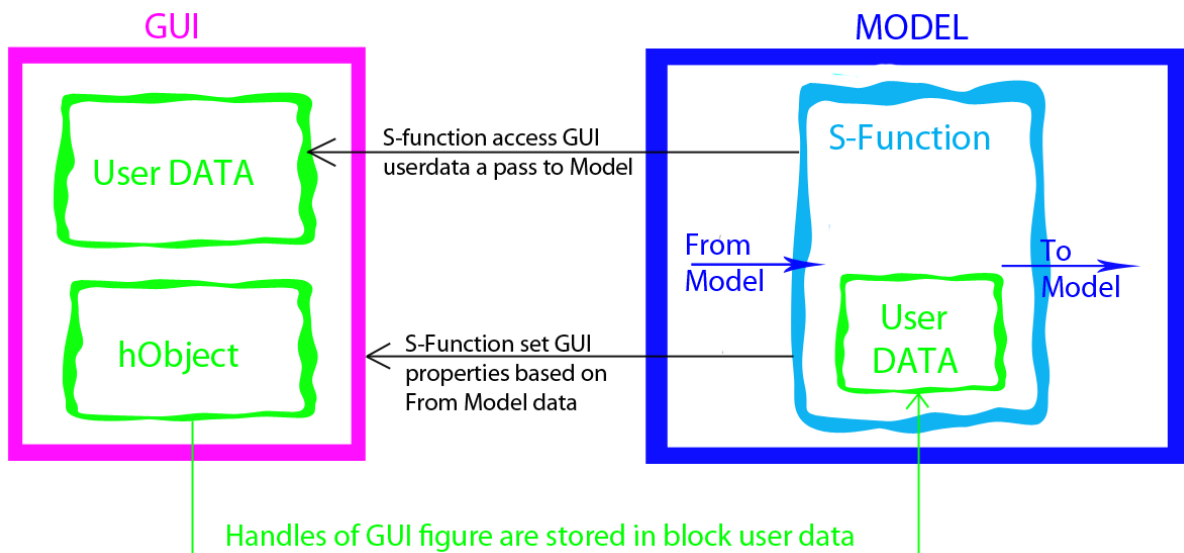 GUI
User DATA
hObject
S-function access GUI
userdata a pass to Model
S-Function set GUI
properties based on
From Model data
MODEL
S-Function
From
Model
To
Model
User
DATA
Handles of GUI figure are stored in block user data